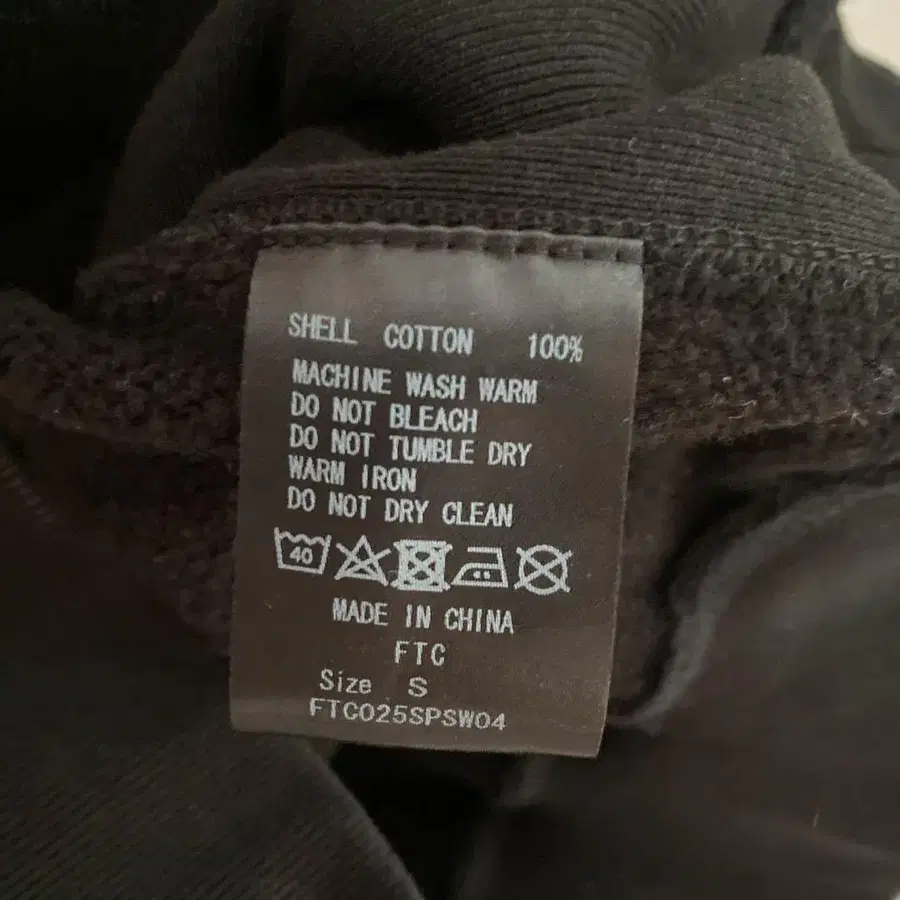 SHELL COTTON 100%
MACHINE WASH WARM
DO NOT BLEACH
DO NOT TUMBLE DRY
WARM IRON
DO NOT DRY CLEAN
40
MADE IN CHINA
FTC
Size S
FTC025SPSW04